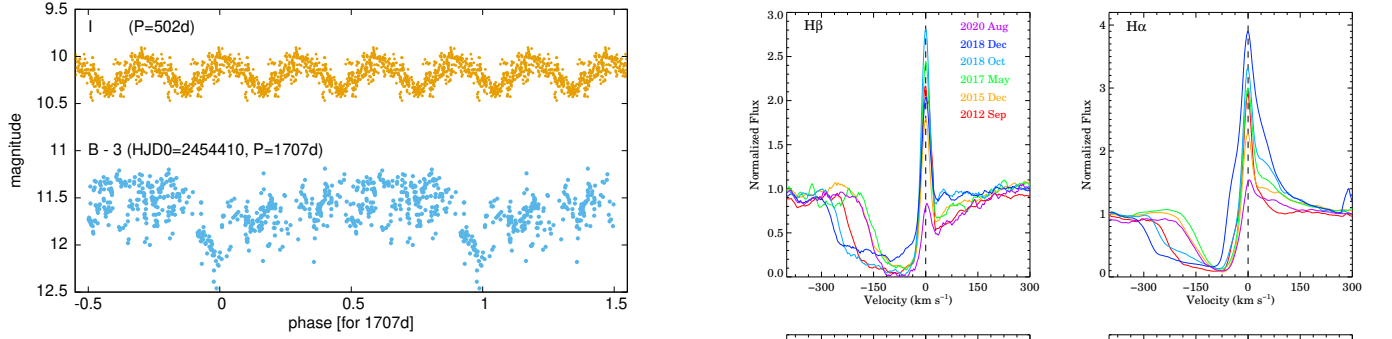 9.5
I (P=502d)
10
10.5
11
B - 3 (HJD0=2454410, P=1707d)
11.5
12
12.5
magnitude
-0.5 0 0.5 1 1.5
phase [for 1707d]
3.0
Hβ
2020 Aug
2018 Dec
2018 Oct
2017 May
2015 Dec
2012 Sep
2.5
2.0
1.5
1.0
0.5
0.0
Normalized Flux
−300 −150 0 150 300
Velocity (km s⁻¹)
Hα
4
3
2
1
0
Normalized Flux
−300 −150 0 150 300
Velocity (km s⁻¹)